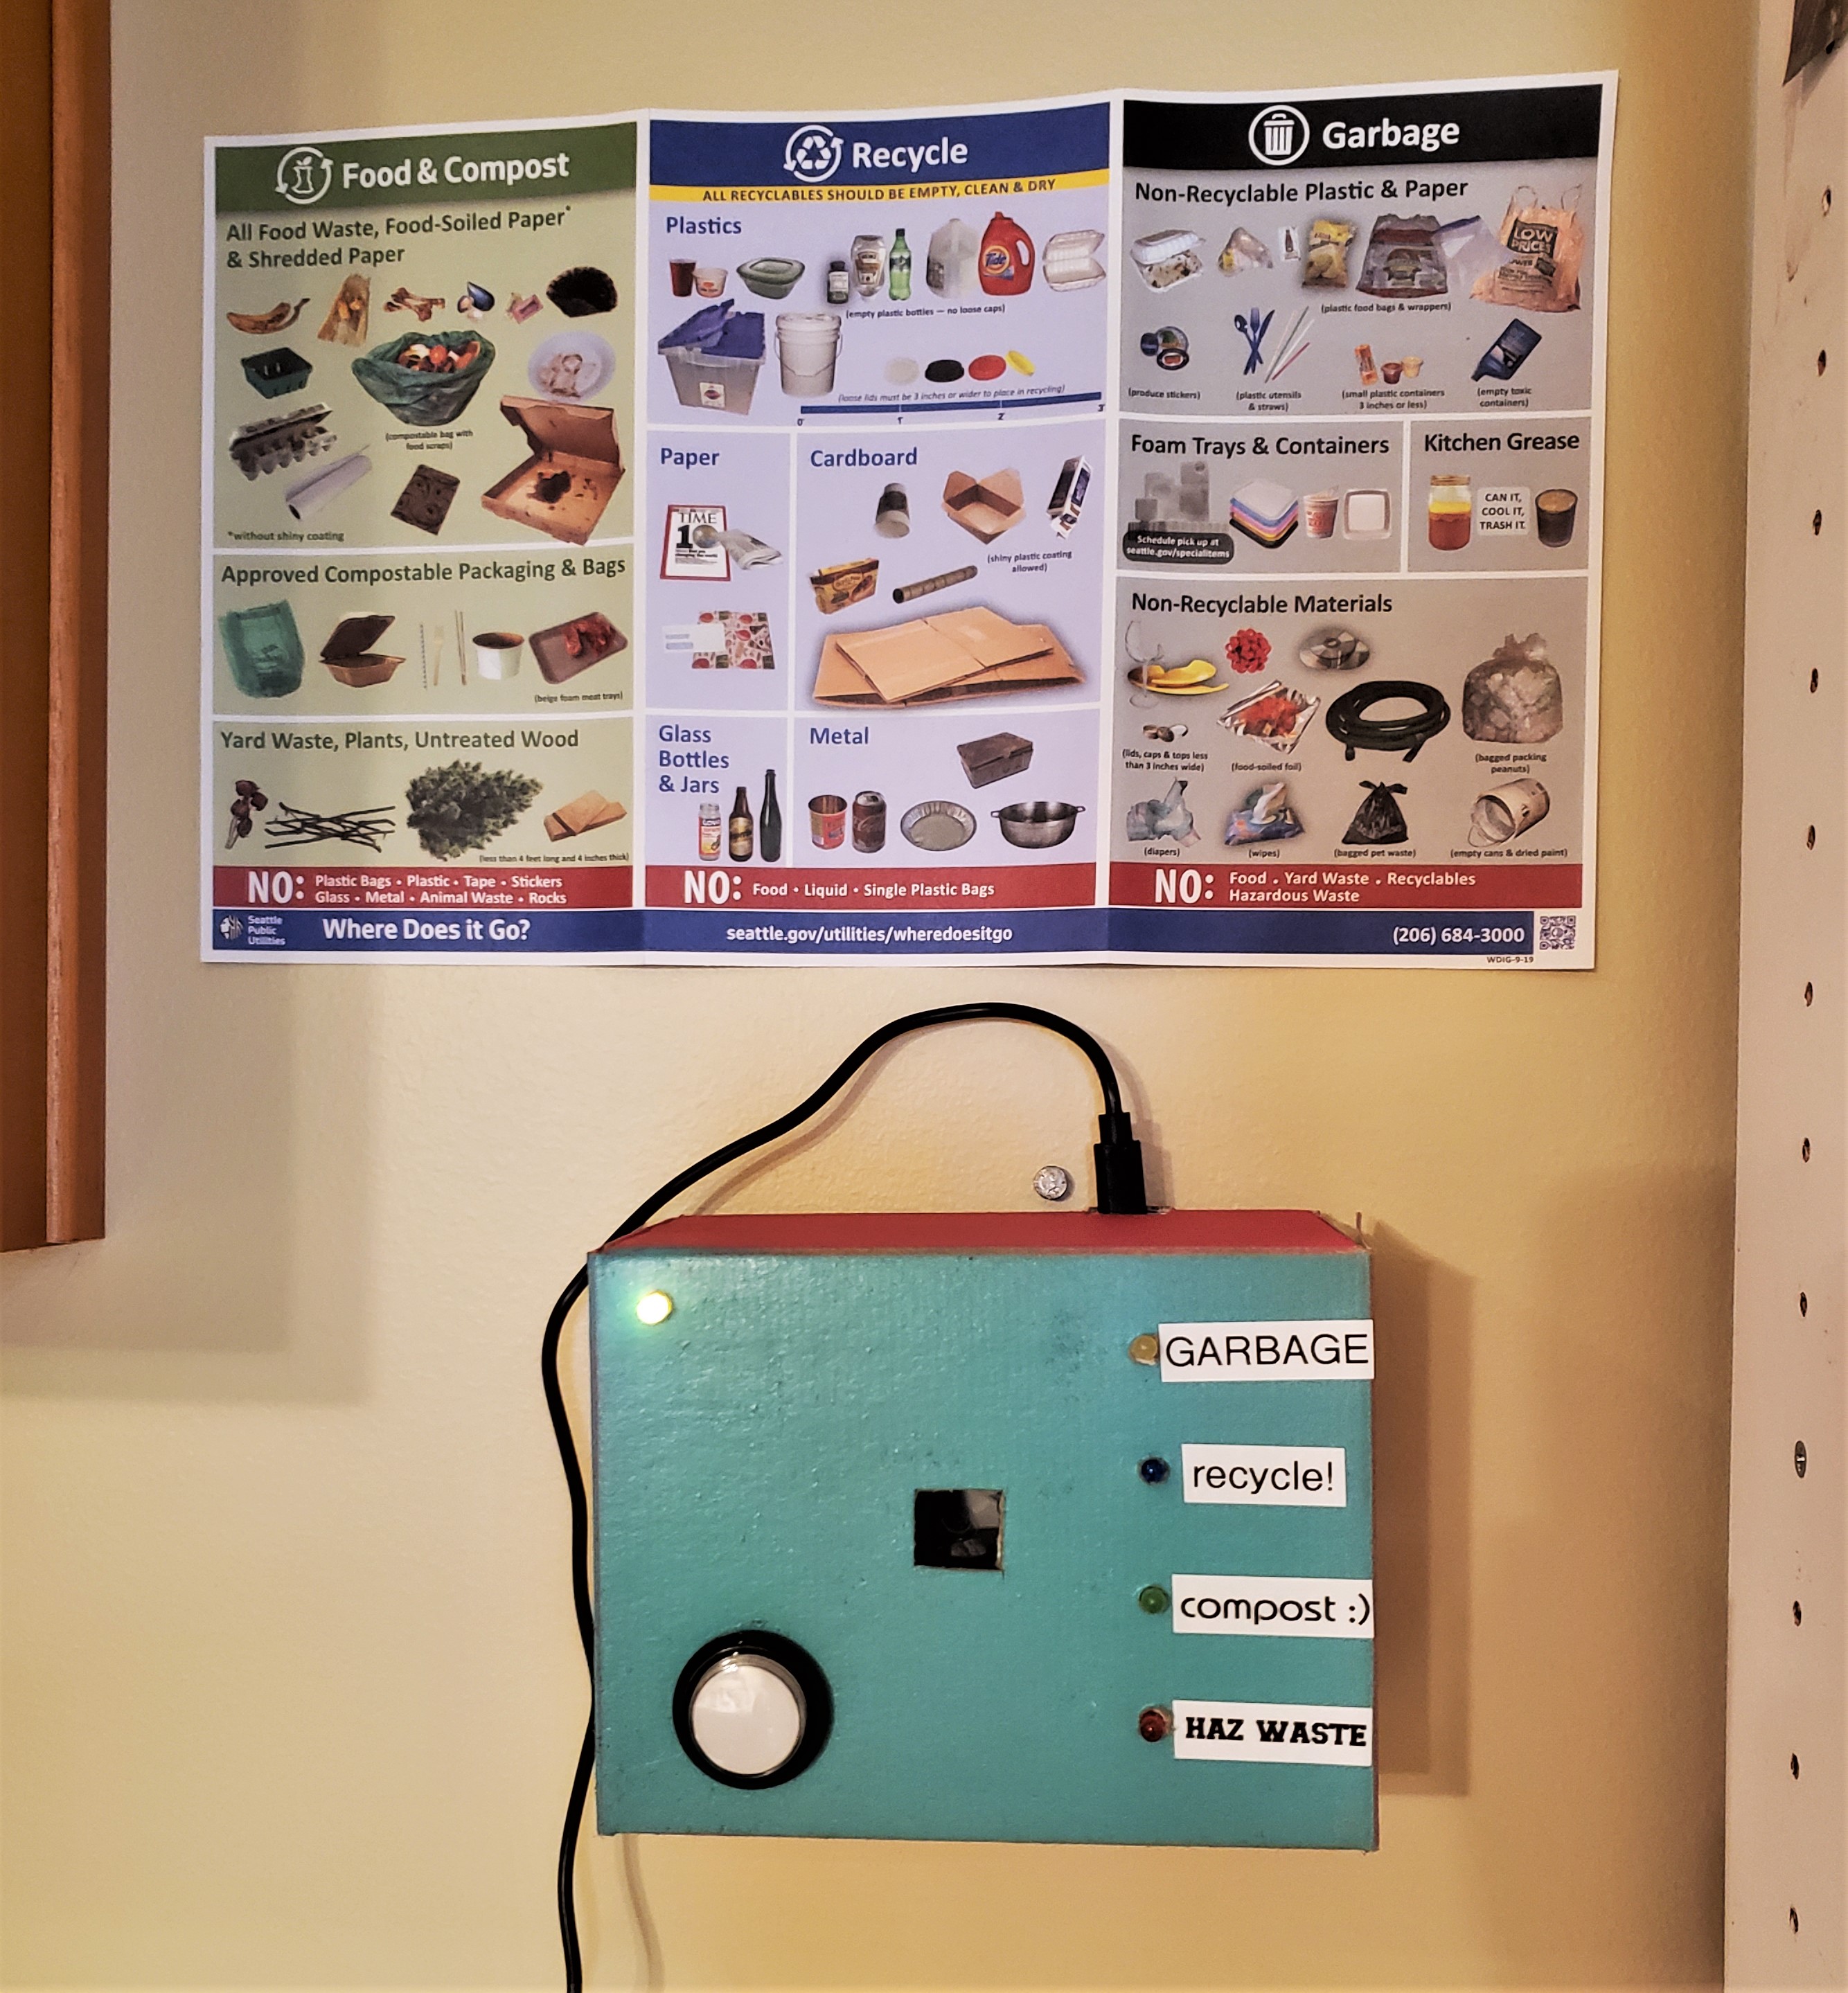 Food & Compost
All Food Waste, Food-Soiled Paper*
& Shredded Paper
(compostable bag with
food scraps)
*without shiny coating
Approved Compostable Packaging & Bags
(beige foam meat trays)
Yard Waste, Plants, Untreated Wood
(less than 4 feet long and 4 inches thick)
NO: Plastic Bags • Plastic • Tape • Stickers
Glass • Metal • Animal Waste • Rocks
Recycle
ALL RECYCLABLES SHOULD BE EMPTY, CLEAN & DRY
Plastics
Tide
(empty plastic bottles — no loose caps)
(loose lids must be 3 inches or wider to place in recycling)
0" 1" 2" 3"
Paper
TIME
Cardboard
(shiny plastic coating
allowed)
Glass
Bottles
& Jars
Metal
NO: Food • Liquid • Single Plastic Bags
Garbage
Non-Recyclable Plastic & Paper
LOW
PRICES
(plastic food bags & wrappers)
(produce stickers)
(plastic utensils
& straws)
(small plastic containers
3 inches or less)
(empty toxic
containers)
Foam Trays & Containers
Schedule pick up at
seattle.gov/specialitems
Kitchen Grease
CAN IT,
COOL IT,
TRASH IT.
Non-Recyclable Materials
(lids, caps & tops less
than 3 inches wide)
(food-soiled foil)
(bagged packing
peanuts)
(diapers)
(wipes)
(bagged pet waste)
(empty cans & dried paint)
NO: Food • Yard Waste • Recyclables
Hazardous Waste
Seattle
Public
Utilities
Where Does it Go?
seattle.gov/utilities/wheredoesitgo
(206) 684-3000
WDIG-9-19
GARBAGE
recycle!
compost :)
HAZ WASTE